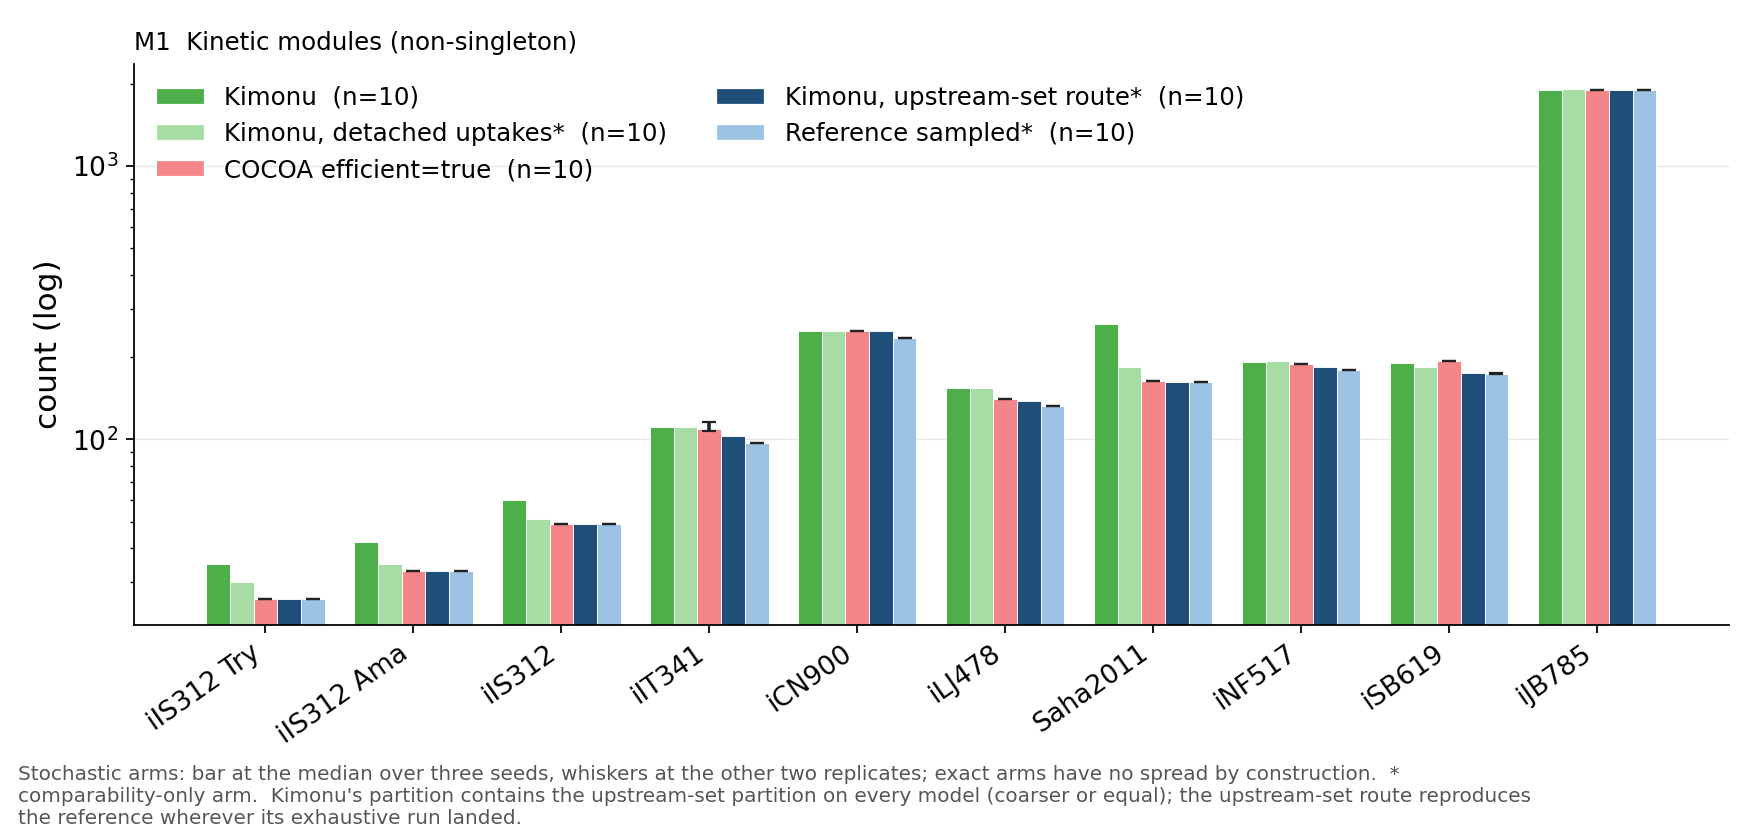 M1  Kinetic modules (non-singleton)
Kimonu  (n=10)
Kimonu, detached uptakes*  (n=10)
COCOA efficient=true  (n=10)
Kimonu, upstream-set route*  (n=10)
Reference sampled*  (n=10)
count (log)
10³
10²
iIS312 Try
iIS312 Ama
iIS312
iIT341
iCN900
iLJ478
Saha2011
iNF517
iSB619
iJB785
Stochastic arms: bar at the median over three seeds, whiskers at the other two replicates; exact arms have no spread by construction.  *
comparability-only arm.  Kimonu's partition contains the upstream-set partition on every model (coarser or equal); the upstream-set route reproduces
the reference wherever its exhaustive run landed.